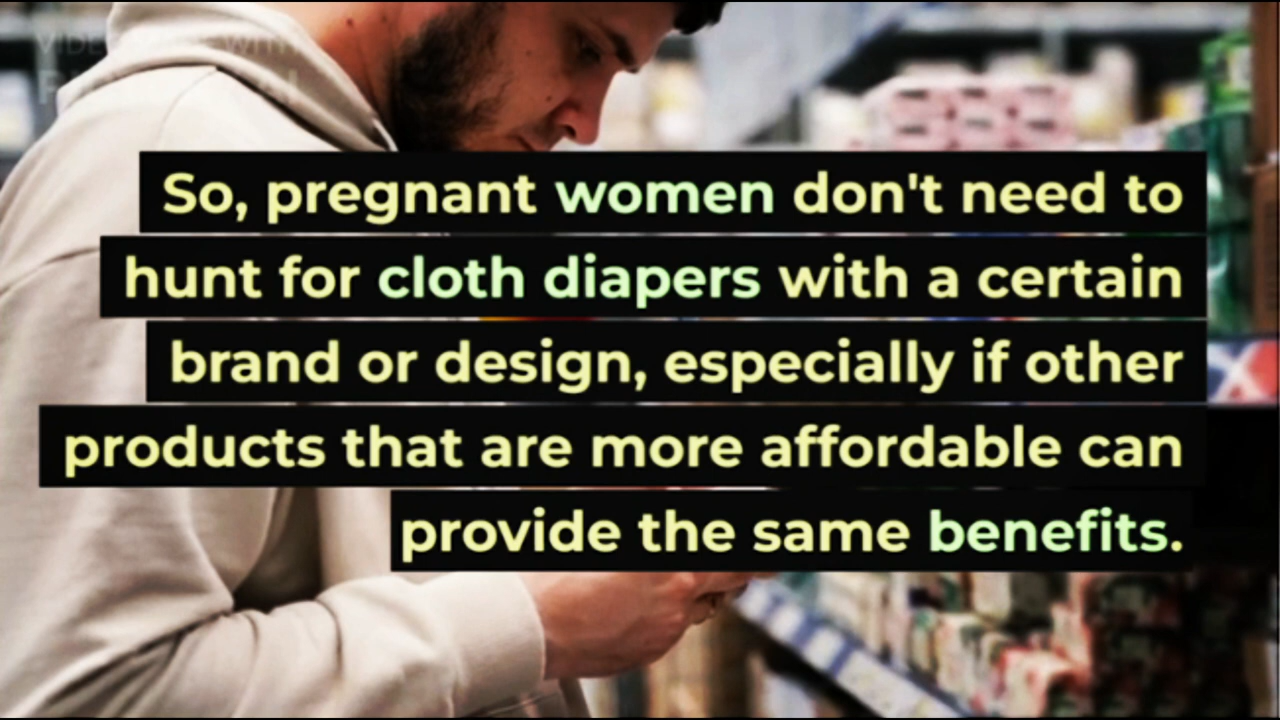 So, pregnant women don't need to
hunt for cloth diapers with a certain
brand or design, especially if other
products that are more affordable can
provide the same benefits.